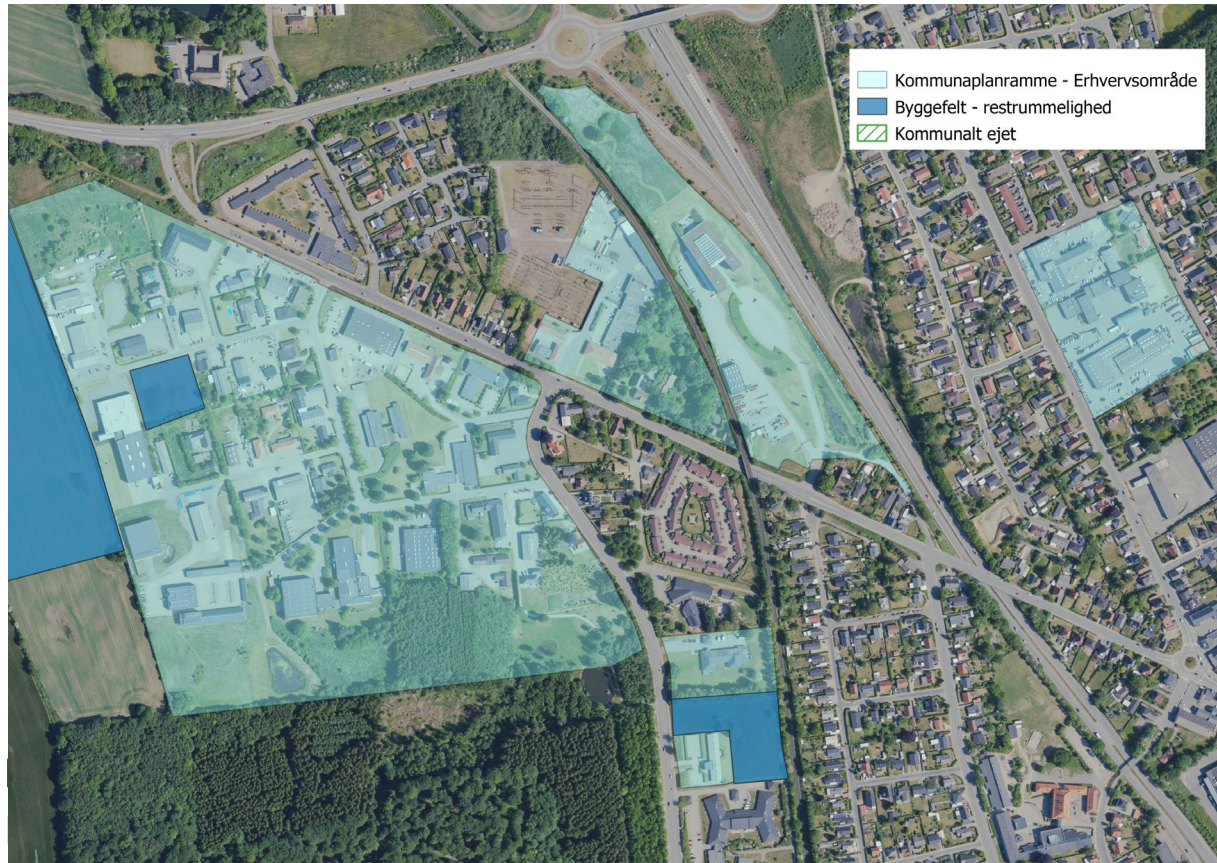 Kommunaplanramme - Erhvervsområde
Byggefelt - restrummelighed
Kommunalt ejet